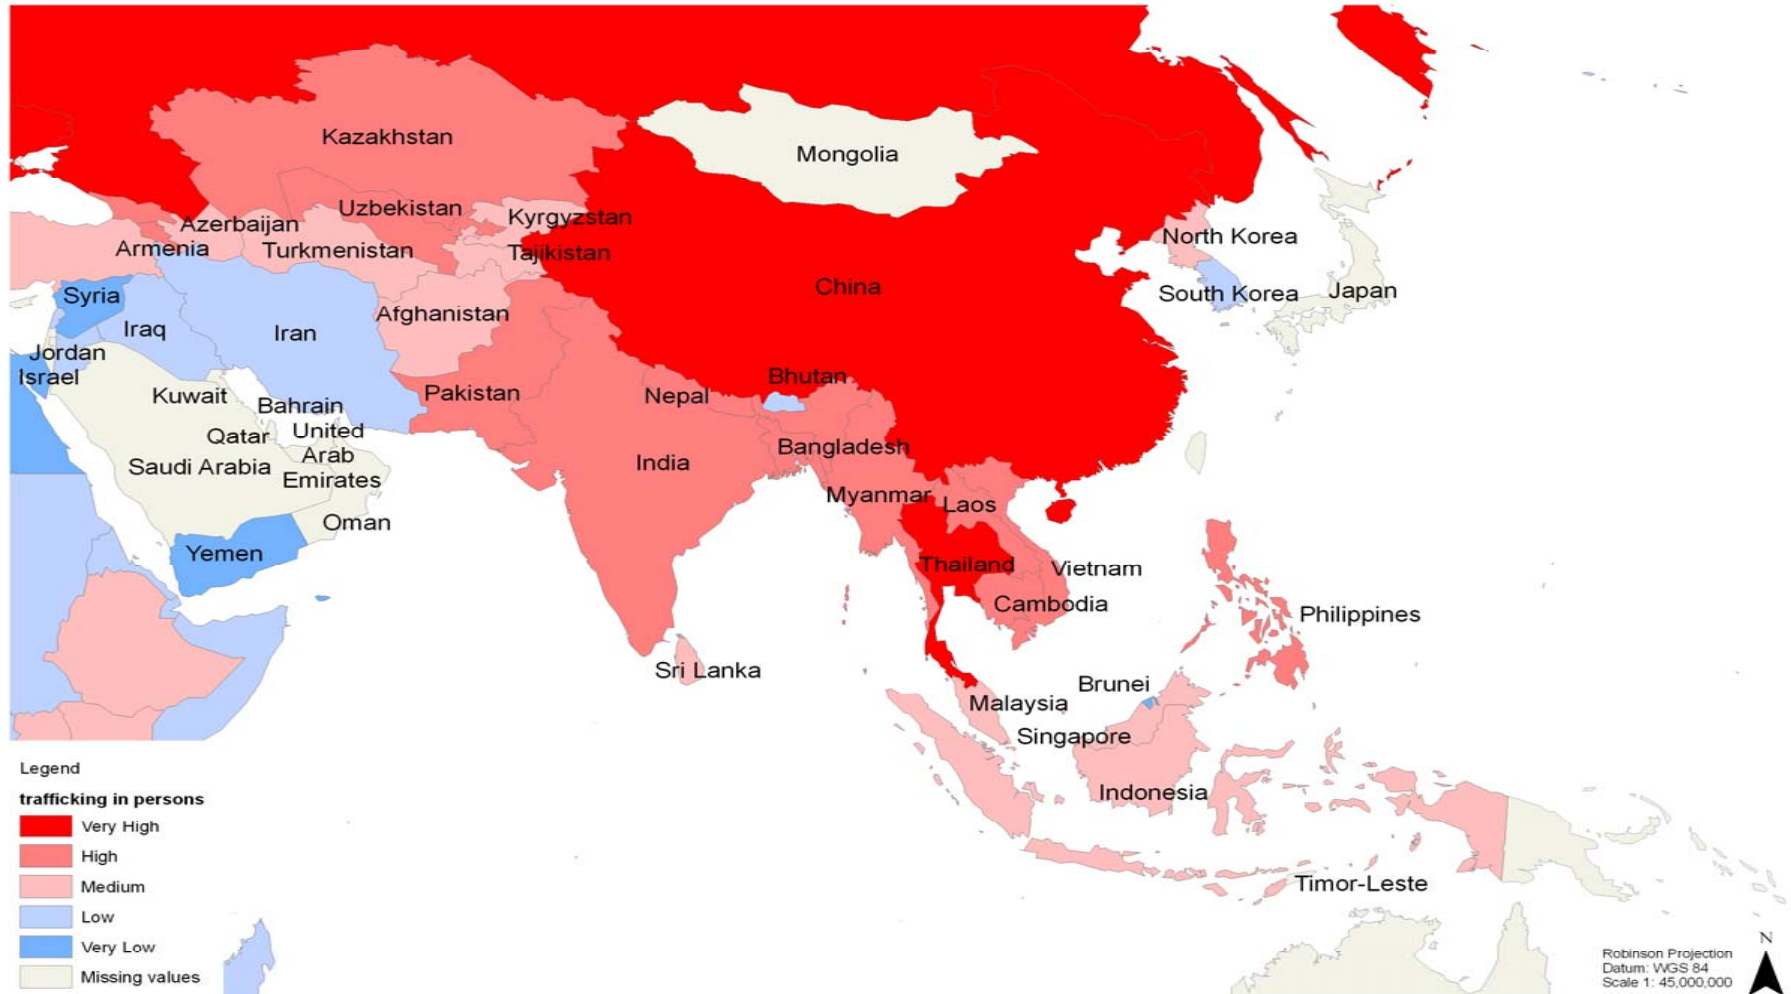 Kazakhstan
Mongolia
Uzbekistan
Kyrgyzstan
Azerbaijan
Armenia
Turkmenistan
Tajikistan
North Korea
China
South Korea
Japan
Syria
Iraq
Iran
Afghanistan
Jordan
Israel
Kuwait
Bahrain
Pakistan
Nepal
Bhutan
Qatar
United
Arab
Emirates
Saudi Arabia
India
Bangladesh
Myanmar
Laos
Oman
Yemen
Thailand
Vietnam
Cambodia
Philippines
Sri Lanka
Brunei
Malaysia
Singapore
Indonesia
Timor-Leste
Legend
trafficking in persons
Very High
High
Medium
Low
Very Low
Missing values
N
Robinson Projection
Datum: WGS 84
Scale 1: 45,000,000